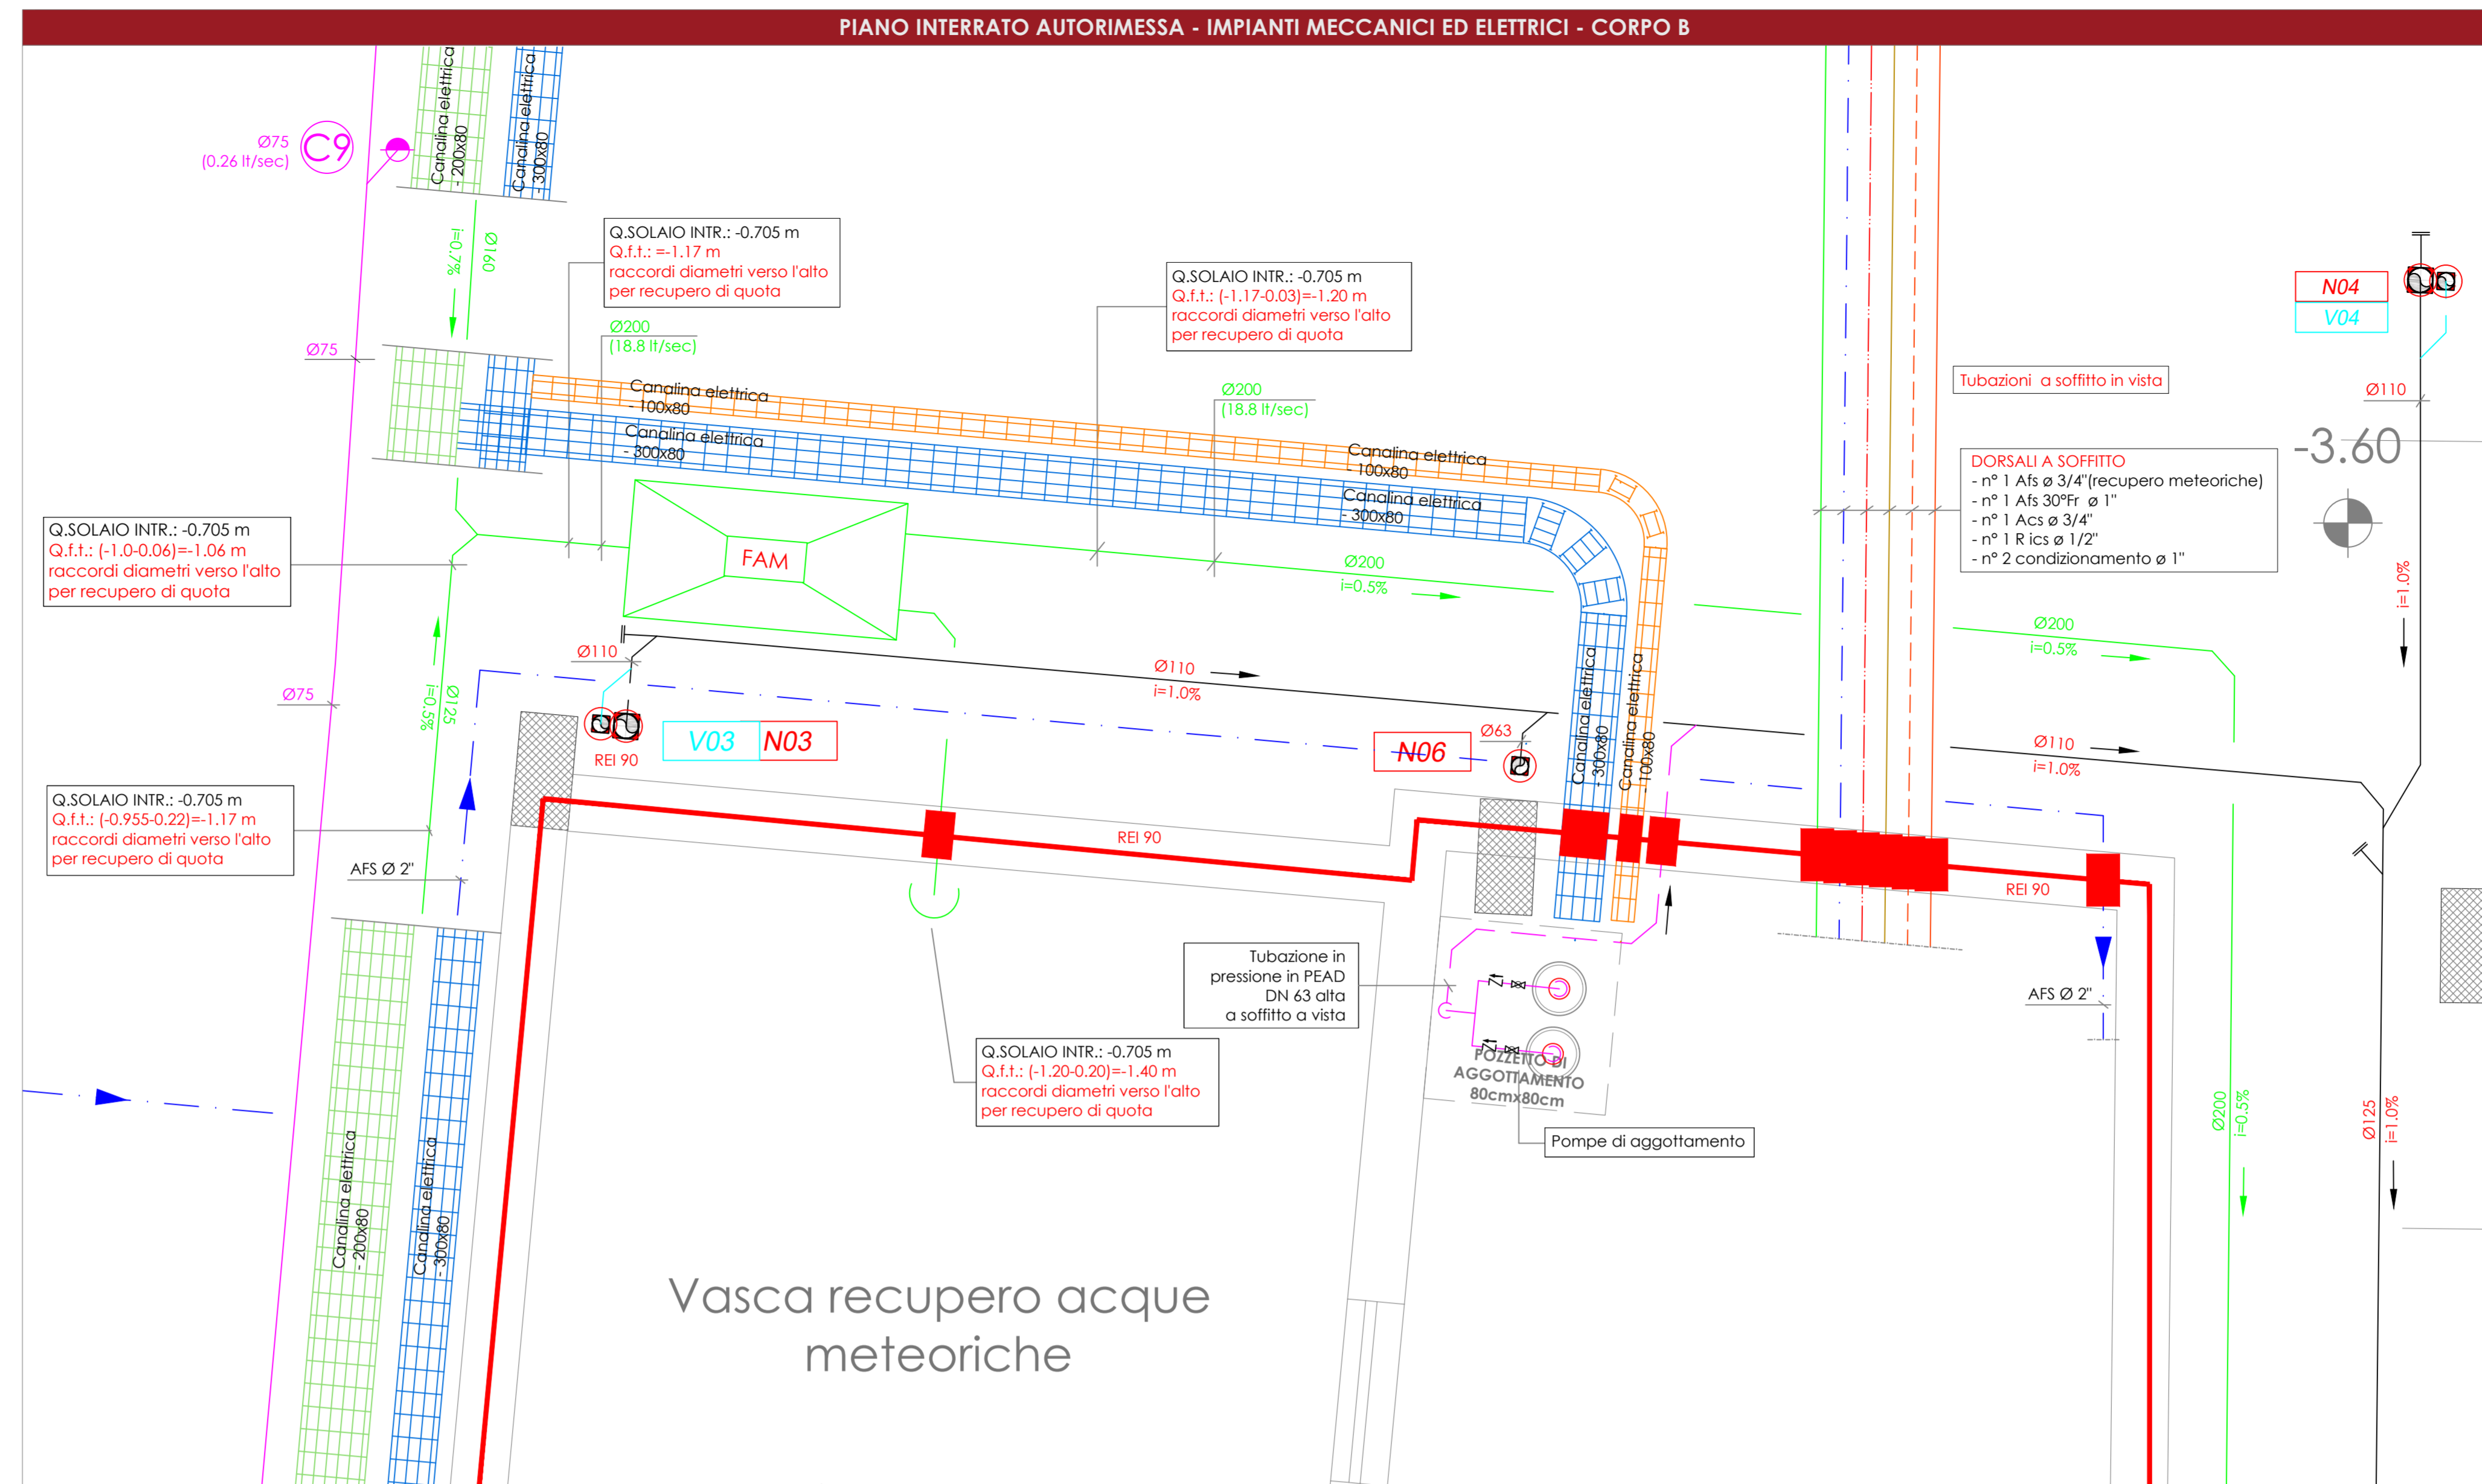 PIANO INTERRATO AUTORIMESSA - IMPIANTI MECCANICI ED ELETTRICI - CORPO B
Canalina elettrica
- 200x80
Canalina elettrica
- 300x80
Ø75
(0.26 lt/sec)
C9
i=0.7%
Ø160
Q.SOLAIO INTR.: -0.705 m
Q.f.t.: =-1.17 m
raccordi diametri verso l'alto
per recupero di quota
Ø200
(18.8 lt/sec)
Q.SOLAIO INTR.: -0.705 m
Q.f.t.: (-1.17-0.03)=-1.20 m
raccordi diametri verso l'alto
per recupero di quota
Ø200
(18.8 lt/sec)
N04
V04
Ø75
Tubazioni a soffitto in vista
Ø110
Canalina elettrica
- 100x80
Canalina elettrica
- 300x80
Canalina elettrica
- 100x80
Canalina elettrica
- 300x80
-3.60
DORSALI A SOFFITTO
- n° 1 Afs ø 3/4"(recupero meteoriche)
- n° 1 Afs 30°Fr ø 1"
- n° 1 Acs ø 3/4"
- n° 1 R ics ø 1/2"
- n° 2 condizionamento ø 1"
Q.SOLAIO INTR.: -0.705 m
Q.f.t.: (-1.0-0.06)=-1.06 m
raccordi diametri verso l'alto
per recupero di quota
FAM
Ø200
i=0.5%
i=1.0%
Ø200
i=0.5%
Ø110
Ø110
i=1.0%
Ø75
i=0.5%
Ø125
V03
N03
REI 90
N06
Ø63
Canalina elettrica
- 300x80
Canalina elettrica
- 100x80
Ø110
i=1.0%
Q.SOLAIO INTR.: -0.705 m
Q.f.t.: (-0.955-0.22)=-1.17 m
raccordi diametri verso l'alto
per recupero di quota
REI 90
AFS Ø 2"
REI 90
Tubazione in
pressione in PEAD
DN 63 alta
a soffitto a vista
AFS Ø 2"
Q.SOLAIO INTR.: -0.705 m
Q.f.t.: (-1.20-0.20)=-1.40 m
raccordi diametri verso l'alto
per recupero di quota
POZZETTO DI
AGGOTTAMENTO
80cmx80cm
Pompe di aggottamento
Ø200
i=0.5%
Ø125
i=1.0%
Canalina elettrica
- 200x80
Canalina elettrica
- 300x80
Vasca recupero acque
meteoriche